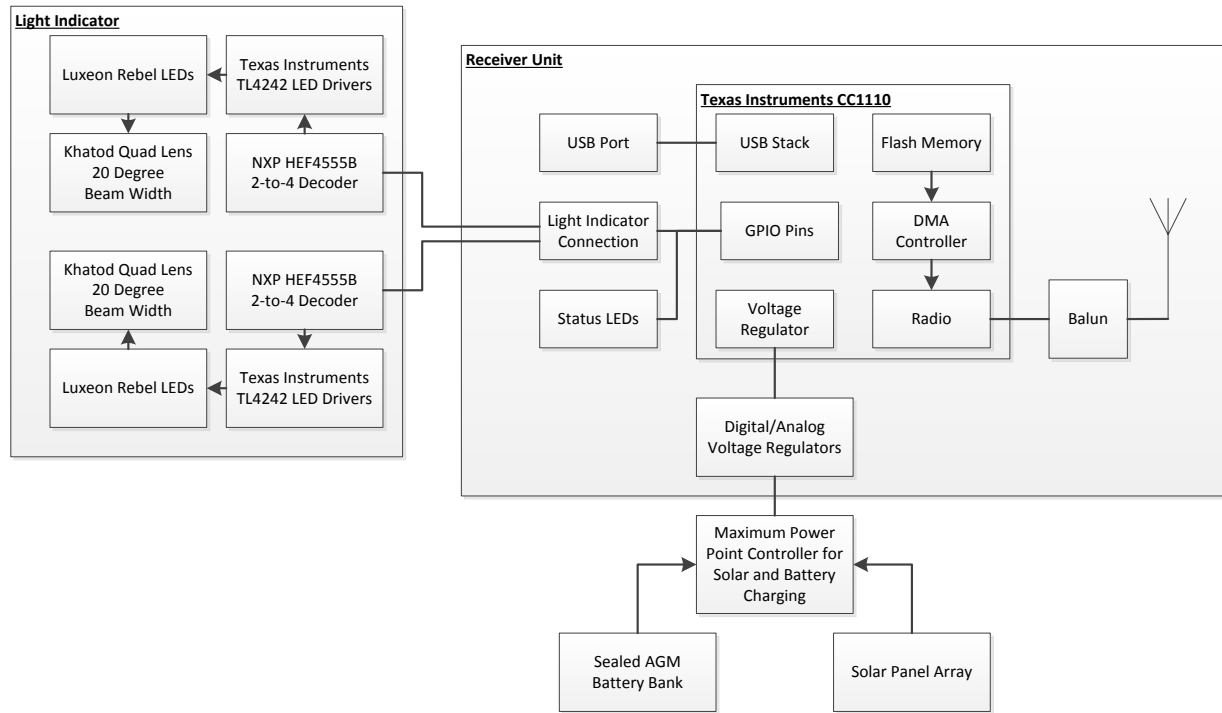 Light Indicator
Luxeon Rebel LEDs
Texas Instruments
TL4242 LED Drivers
Khatod Quad Lens
20 Degree
Beam Width
NXP HEF4555B
2-to-4 Decoder
Khatod Quad Lens
20 Degree
Beam Width
NXP HEF4555B
2-to-4 Decoder
Luxeon Rebel LEDs
Texas Instruments
TL4242 LED Drivers
Receiver Unit
Texas Instruments CC1110
USB Port
USB Stack
Flash Memory
Light Indicator
Connection
GPIO Pins
DMA
Controller
Status LEDs
Voltage
Regulator
Radio
Balun
Digital/Analog
Voltage Regulators
Maximum Power
Point Controller for
Solar and Battery
Charging
Sealed AGM
Battery Bank
Solar Panel Array